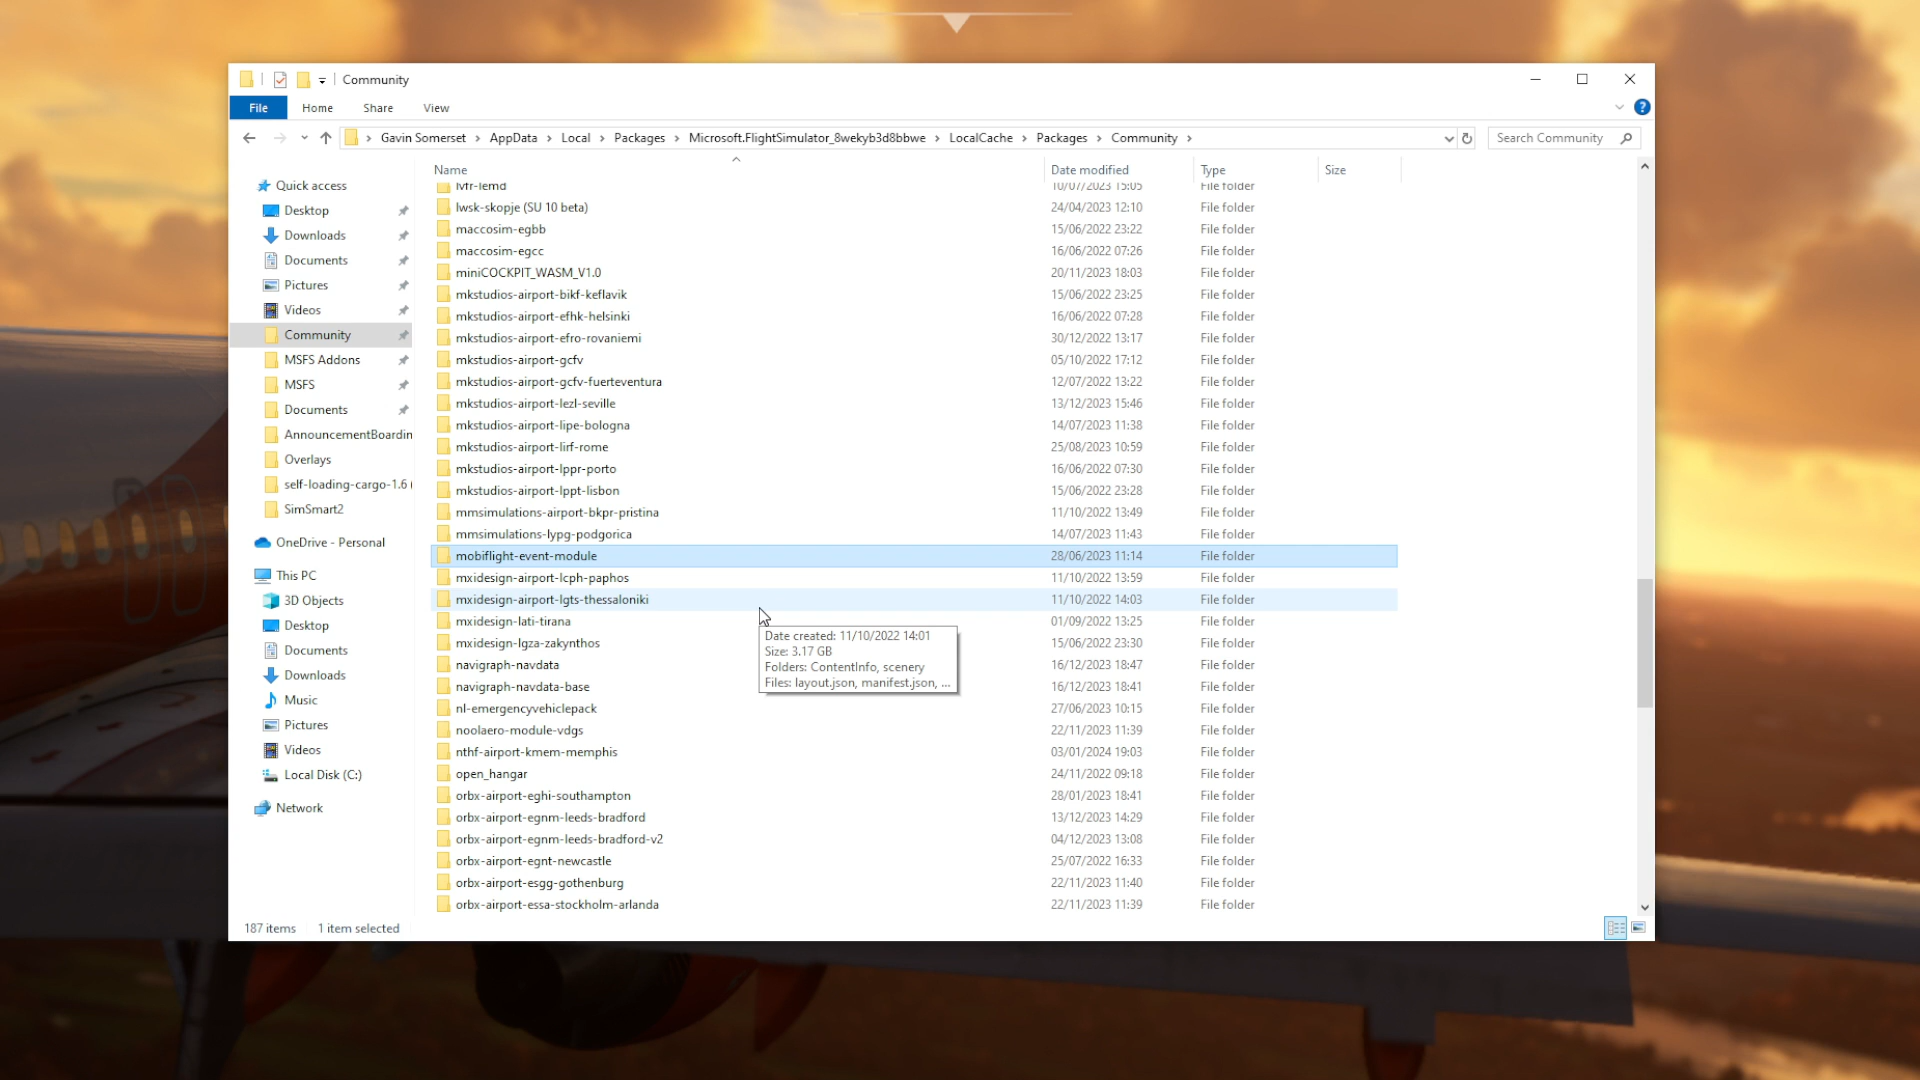 Community
File
Home
Share
View
Gavin Somerset > AppData > Local > Packages > Microsoft.FlightSimulator_8wekyb3d8bbwe > LocalCache > Packages > Community >
Search Community
Name
Date modified
Type
Size
Quick access
Desktop
Downloads
Documents
Pictures
Videos
Community
MSFS Addons
MSFS
Documents
AnnouncementBoardin
Overlays
self-loading-cargo-1.6 (
SimSmart2
OneDrive - Personal
This PC
3D Objects
Desktop
Documents
Downloads
Music
Pictures
Videos
Local Disk (C:)
Network
lvfr-lemd 10/07/2023 15:05 File folder
lwsk-skopje (SU 10 beta) 24/04/2023 12:10 File folder
maccosim-egbb 15/06/2022 23:22 File folder
maccosim-egcc 16/06/2022 07:26 File folder
miniCOCKPIT_WASM_V1.0 20/11/2023 18:03 File folder
mkstudios-airport-bikf-keflavik 15/06/2022 23:25 File folder
mkstudios-airport-efhk-helsinki 16/06/2022 07:28 File folder
mkstudios-airport-efro-rovaniemi 30/12/2022 13:17 File folder
mkstudios-airport-gcfv 05/10/2022 17:12 File folder
mkstudios-airport-gcfv-fuerteventura 12/07/2022 13:22 File folder
mkstudios-airport-lezl-seville 13/12/2023 15:46 File folder
mkstudios-airport-lipe-bologna 14/07/2023 11:38 File folder
mkstudios-airport-lirf-rome 25/08/2023 10:59 File folder
mkstudios-airport-lppr-porto 16/06/2022 07:30 File folder
mkstudios-airport-lppt-lisbon 15/06/2022 23:28 File folder
mmsimulations-airport-bkpr-pristina 11/10/2022 13:49 File folder
mmsimulations-lypg-podgorica 14/07/2023 11:43 File folder
mobiflight-event-module 28/06/2023 11:14 File folder
mxidesign-airport-lcph-paphos 11/10/2022 13:59 File folder
mxidesign-airport-lgts-thessaloniki 11/10/2022 14:03 File folder
mxidesign-lati-tirana 01/09/2022 13:25 File folder
mxidesign-lgza-zakynthos 15/06/2022 23:30 File folder
navigraph-navdata 16/12/2023 18:47 File folder
navigraph-navdata-base 16/12/2023 18:41 File folder
nl-emergencyvehiclepack 27/06/2023 10:15 File folder
noolaero-module-vdgs 22/11/2023 11:39 File folder
nthf-airport-kmem-memphis 03/01/2024 19:03 File folder
open_hangar 24/11/2022 09:18 File folder
orbx-airport-eghi-southampton 28/01/2023 18:41 File folder
orbx-airport-egnm-leeds-bradford 13/12/2023 14:29 File folder
orbx-airport-egnm-leeds-bradford-v2 04/12/2023 13:08 File folder
orbx-airport-egnt-newcastle 25/07/2022 16:33 File folder
orbx-airport-esgg-gothenburg 22/11/2023 11:40 File folder
orbx-airport-essa-stockholm-arlanda 22/11/2023 11:39 File folder
Date created: 11/10/2022 14:01
Size: 3.17 GB
Folders: ContentInfo, scenery
Files: layout.json, manifest.json, ...
187 items
1 item selected